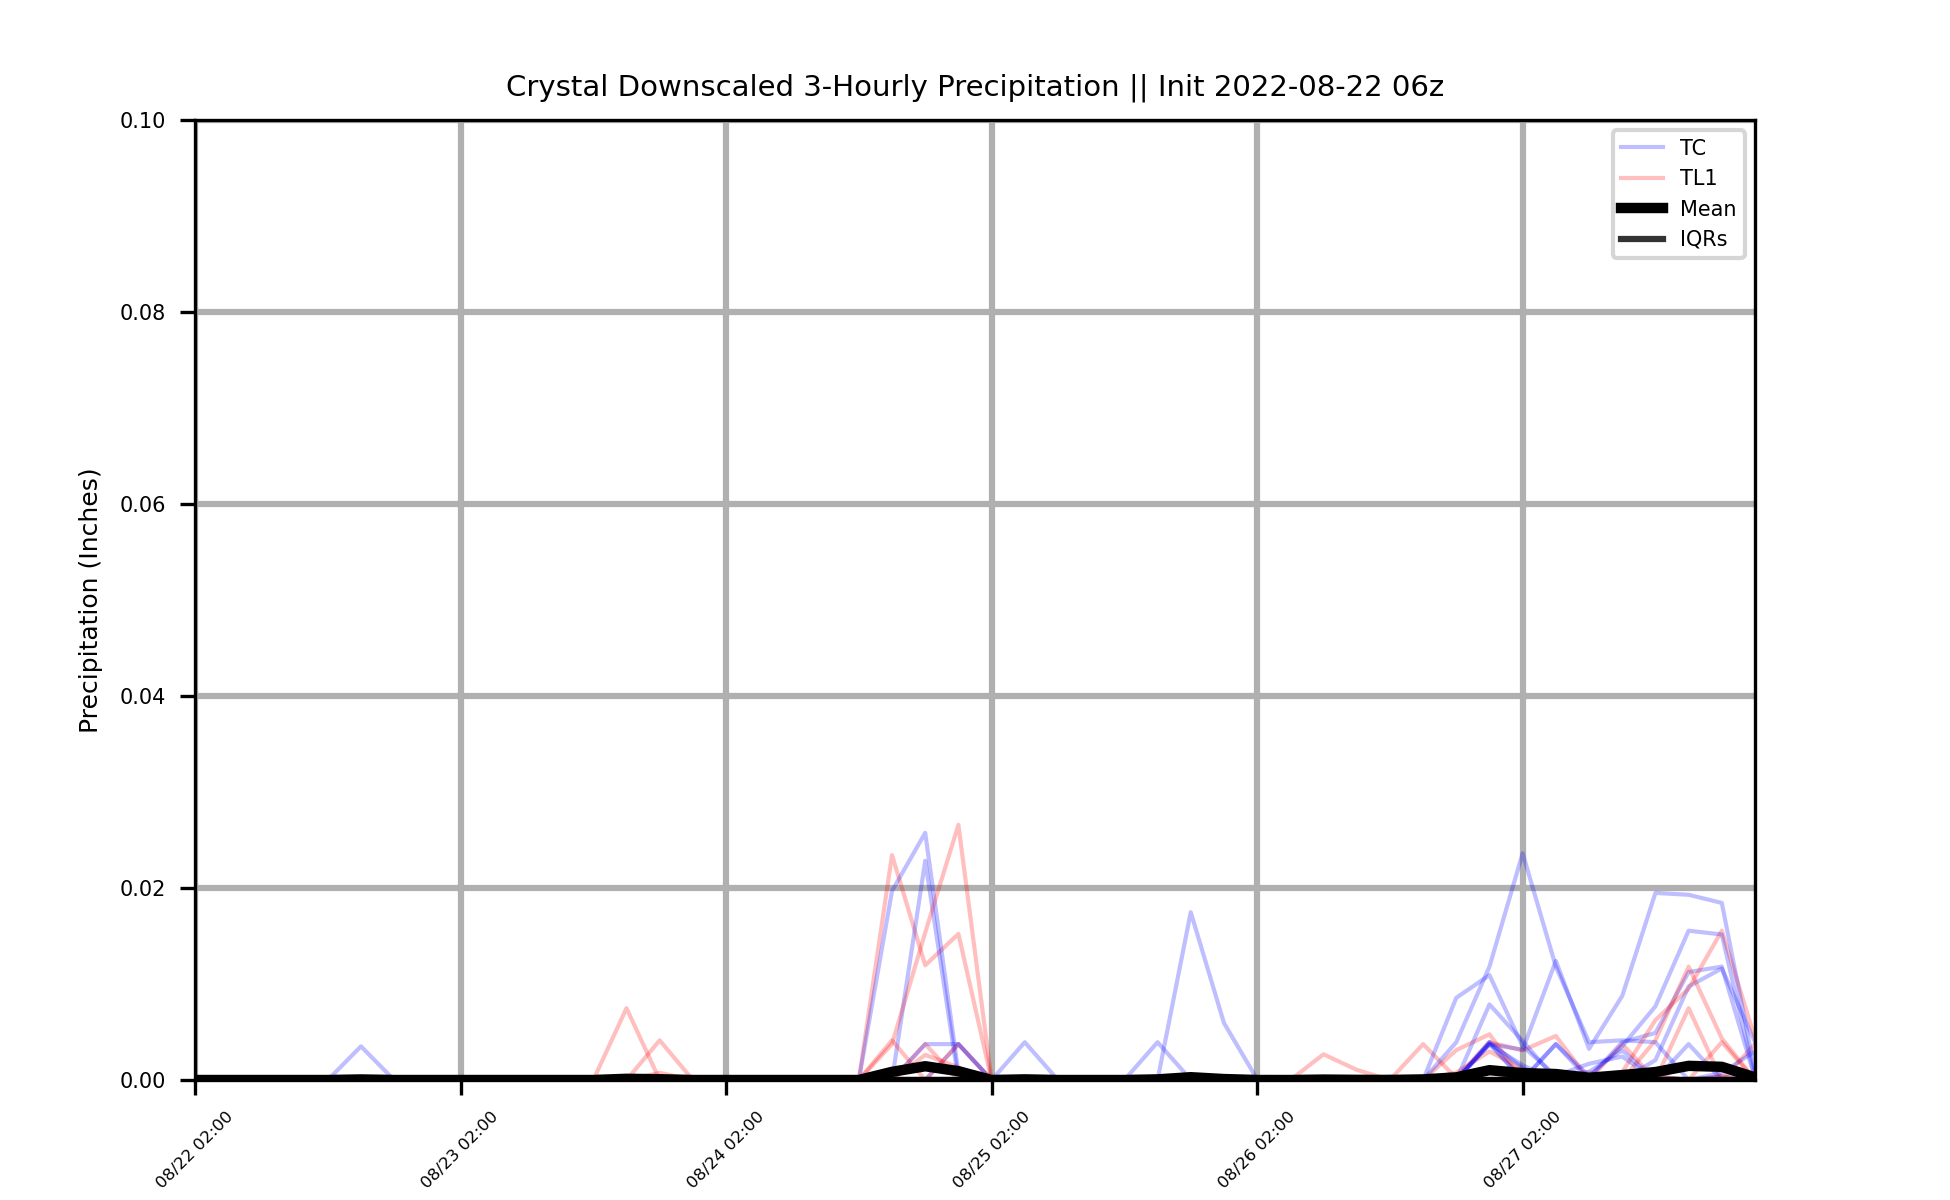 Crystal Downscaled 3-Hourly Precipitation || Init 2022-08-22 06z
0.10
0.08
0.06
0.04
0.02
0.00
Precipitation (Inches)
TC
TL1
Mean
IQRs
08/22 02:00
08/23 02:00
08/24 02:00
08/25 02:00
08/26 02:00
08/27 02:00